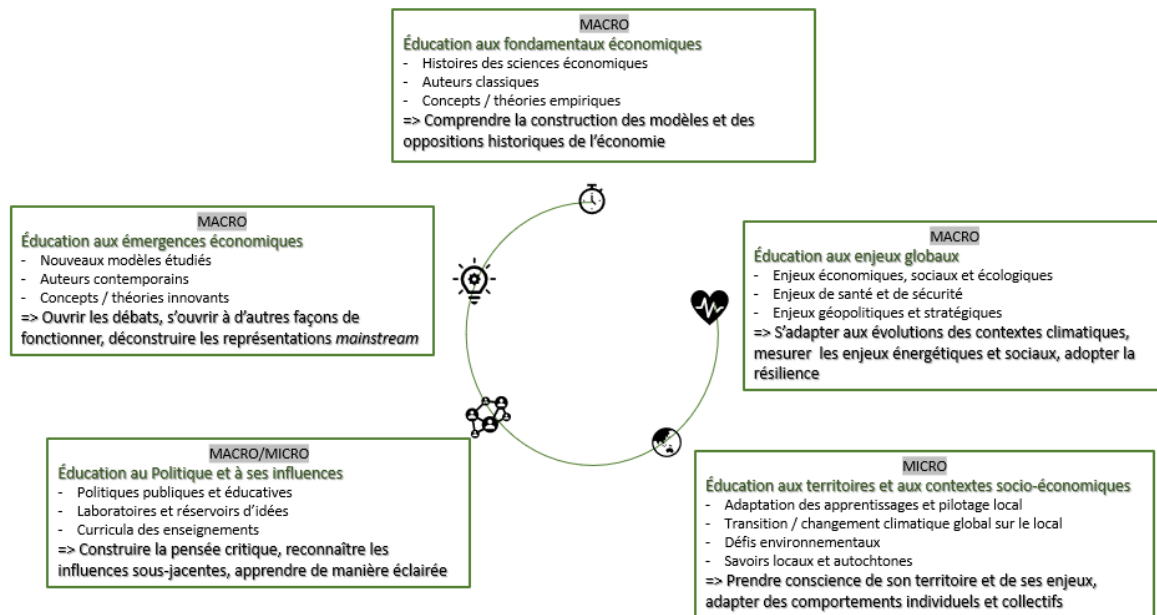 MACRO
Éducation aux fondamentaux économiques
- Histoires des sciences économiques
- Auteurs classiques
- Concepts / théories empiriques
=> Comprendre la construction des modèles et des
oppositions historiques de l'économie
MACRO
Éducation aux émergences économiques
- Nouveaux modèles étudiés
- Auteurs contemporains
- Concepts / théories innovants
=> Ouvrir les débats, s'ouvrir à d'autres façons de
fonctionner, déconstruire les représentations mainstream
MACRO
Éducation aux enjeux globaux
- Enjeux économiques, sociaux et écologiques
- Enjeux de santé et de sécurité
- Enjeux géopolitiques et stratégiques
=> S'adapter aux évolutions des contextes climatiques,
mesurer les enjeux énergétiques et sociaux, adopter la
résilience
MACRO/MICRO
Éducation au Politique et à ses influences
- Politiques publiques et éducatives
- Laboratoires et réservoirs d'idées
- Curricula des enseignements
=> Construire la pensée critique, reconnaître les
influences sous-jacentes, apprendre de manière éclairée
MICRO
Éducation aux territoires et aux contextes socio-économiques
- Adaptation des apprentissages et pilotage local
- Transition / changement climatique global sur le local
- Défis environnementaux
- Savoirs locaux et autochtones
=> Prendre conscience de son territoire et de ses enjeux,
adapter des comportements individuels et collectifs